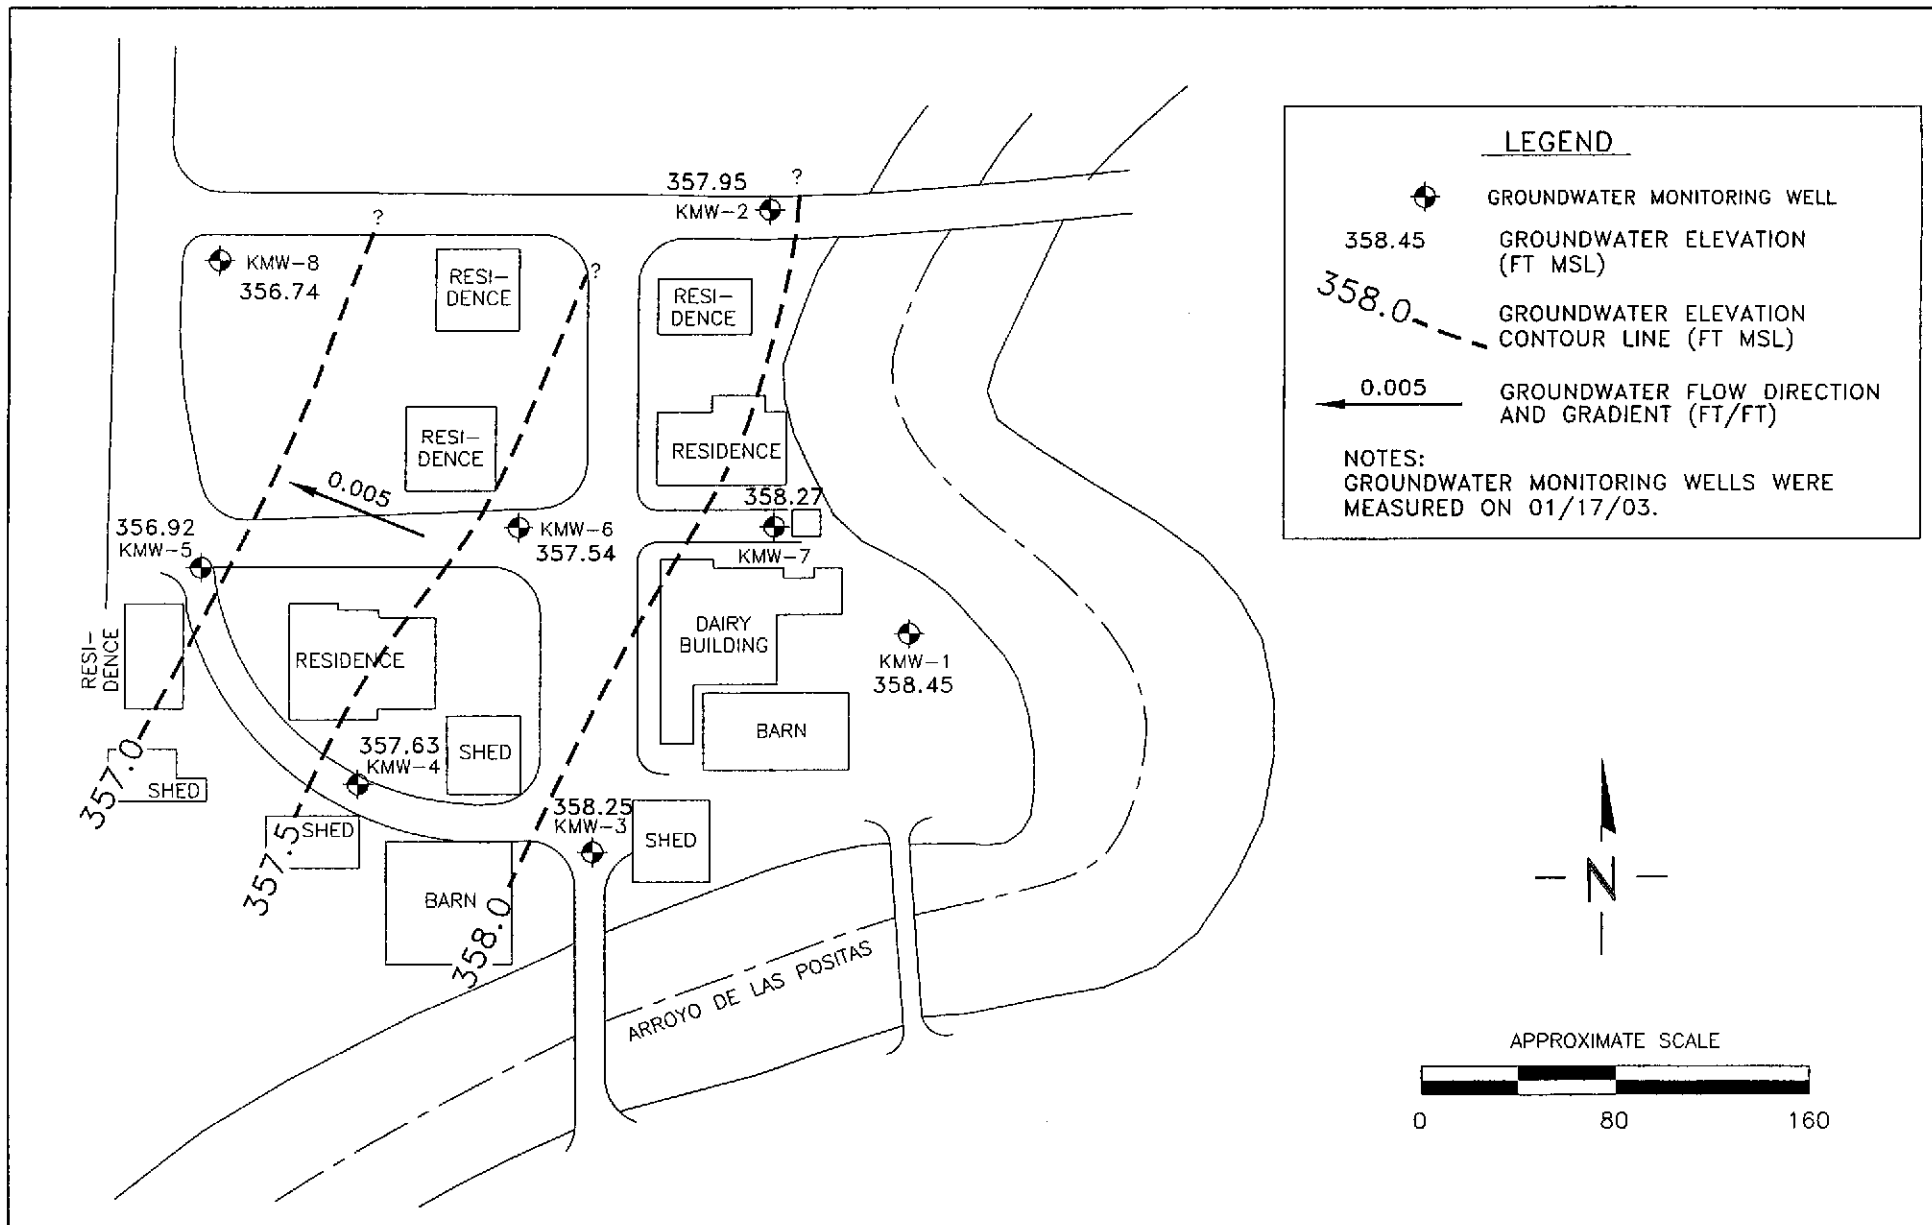 357.95
KMW-2
?
?
?
KMW-8
356.74
RESI-
DENCE
RESI-
DENCE
RESI-
DENCE
RESIDENCE
0.005
358.27
KMW-7
356.92
KMW-5
KMW-6
357.54
RESI-
DENCE
RESIDENCE
DAIRY
BUILDING
KMW-1
358.45
BARN
357.63
KMW-4
SHED
357.0
SHED
357.5
SHED
358.25
KMW-3
SHED
BARN
358.0
ARROYO DE LAS POSITAS
LEGEND
GROUNDWATER MONITORING WELL
358.45
GROUNDWATER ELEVATION
(FT MSL)
358.0
GROUNDWATER ELEVATION
CONTOUR LINE (FT MSL)
0.005
GROUNDWATER FLOW DIRECTION
AND GRADIENT (FT/FT)
NOTES:
GROUNDWATER MONITORING WELLS WERE
MEASURED ON 01/17/03.
N
APPROXIMATE SCALE
0 80 160